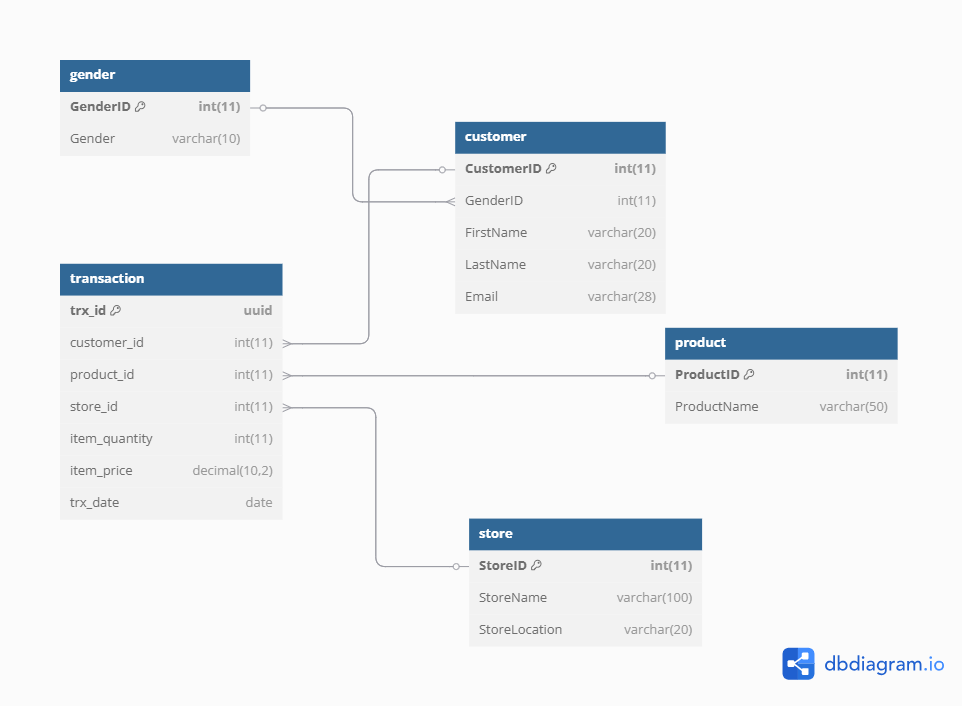 gender
GenderID int(11)
Gender varchar(10)
customer
CustomerID int(11)
GenderID int(11)
FirstName varchar(20)
LastName varchar(20)
Email varchar(28)
transaction
trx_id uuid
customer_id int(11)
product_id int(11)
store_id int(11)
item_quantity int(11)
item_price decimal(10,2)
trx_date date
product
ProductID int(11)
ProductName varchar(50)
store
StoreID int(11)
StoreName varchar(100)
StoreLocation varchar(20)
dbdiagram.io